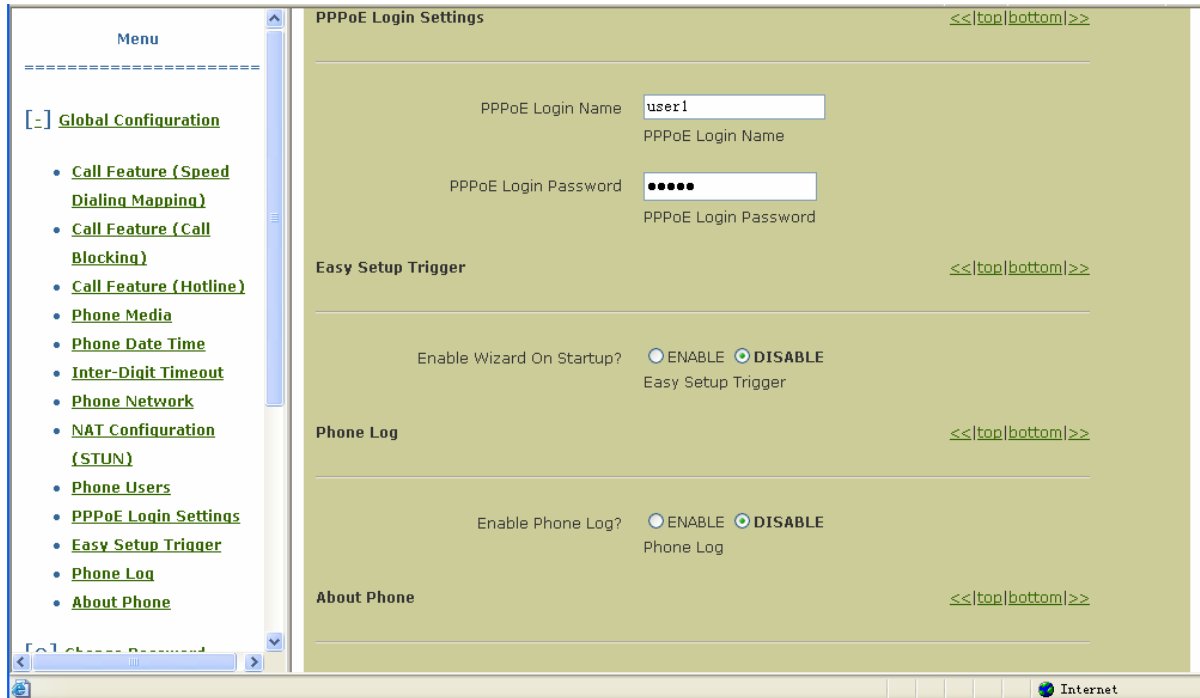 Menu
=======================
[-] Global Configuration
• Call Feature (Speed
Dialing Mapping)
• Call Feature (Call
Blocking)
• Call Feature (Hotline)
• Phone Media
• Phone Date Time
• Inter-Digit Timeout
• Phone Network
• NAT Configuration
(STUN)
• Phone Users
• PPPoE Login Settings
• Easy Setup Trigger
• Phone Log
• About Phone
PPPoE Login Settings <<|top|bottom|>>
PPPoE Login Name user1
PPPoE Login Name
PPPoE Login Password •••••
PPPoE Login Password
Easy Setup Trigger <<|top|bottom|>>
Enable Wizard On Startup? ENABLE DISABLE
Easy Setup Trigger
Phone Log <<|top|bottom|>>
Enable Phone Log? ENABLE DISABLE
Phone Log
About Phone <<|top|bottom|>>
Internet